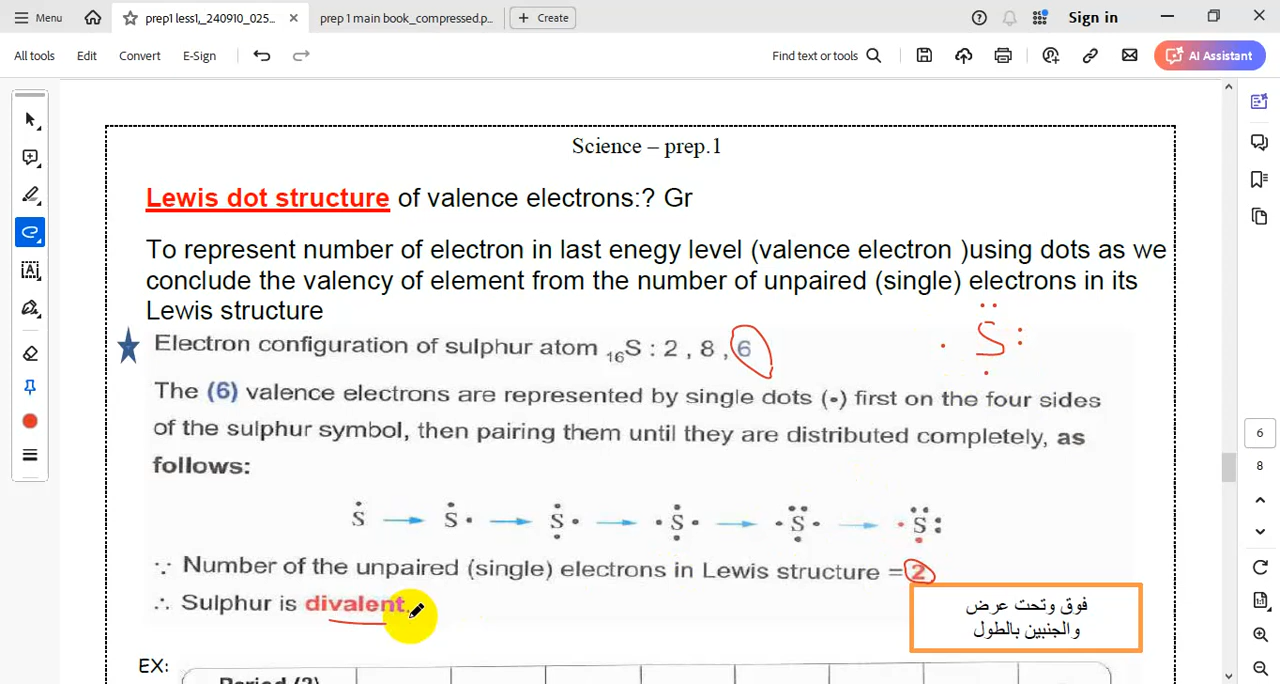 Menu
prep1 less1,_240910_025...
prep 1 main book_compressed.p...
Create
Sign in
All tools
Edit
Convert
E-Sign
Find text or tools
AI Assistant
Science – prep.1
Lewis dot structure of valence electrons:? Gr
To represent number of electron in last enegy level (valence electron )using dots as we
conclude the valency of element from the number of unpaired (single) electrons in its
Lewis structure
S
Electron configuration of sulphur atom ₁₆S : 2 , 8 , 6
The (6) valence electrons are represented by single dots (•) first on the four sides
of the sulphur symbol, then pairing them until they are distributed completely, as
follows:
S → S → S → S → S → S
∵ Number of the unpaired (single) electrons in Lewis structure = 2
∴ Sulphur is divalent.
فوق وتحت عرض
والجنبين بالطول
EX:
Period (2)
6
8